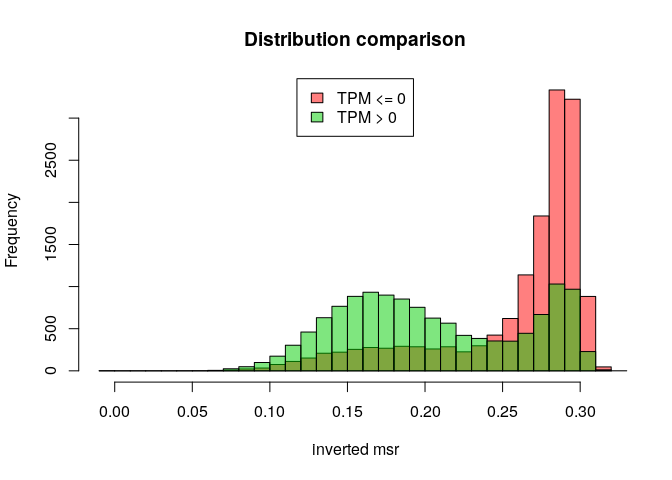 Distribution comparison
TPM <= 0
TPM > 0
Frequency
0
500
1500
2500
0.00 0.05 0.10 0.15 0.20 0.25 0.30
inverted msr